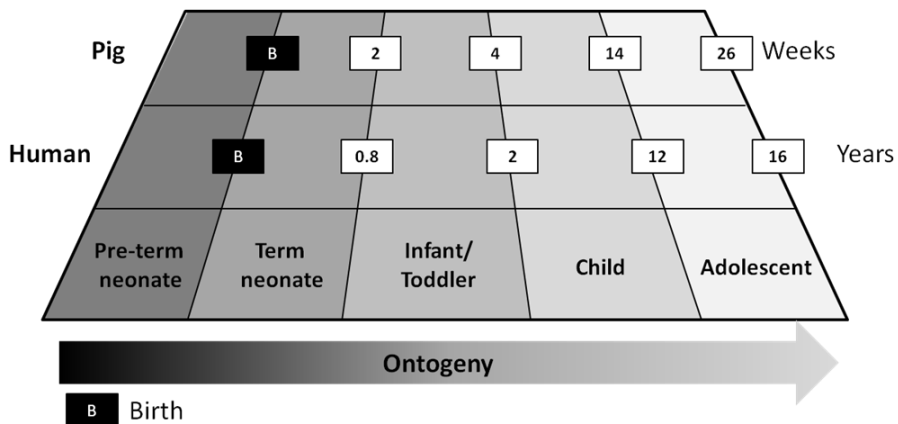 Pig B 2 4 14 26 Weeks
Human B 0.8 2 12 16 Years
Pre-term neonate
Term neonate
Infant/ Toddler
Child
Adolescent
Ontogeny
B Birth